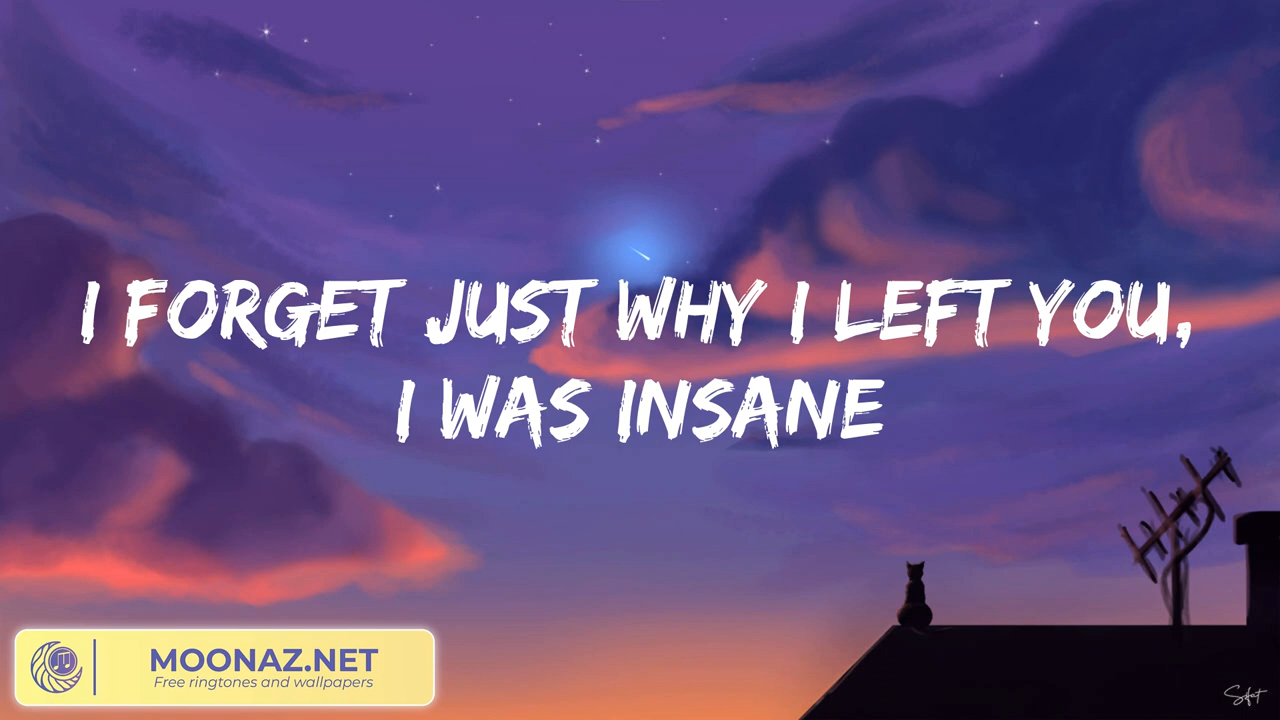 I FORGET JUST WHY I LEFT YOU,
I WAS INSANE
MOONAZ.NET
Free ringtones and wallpapers